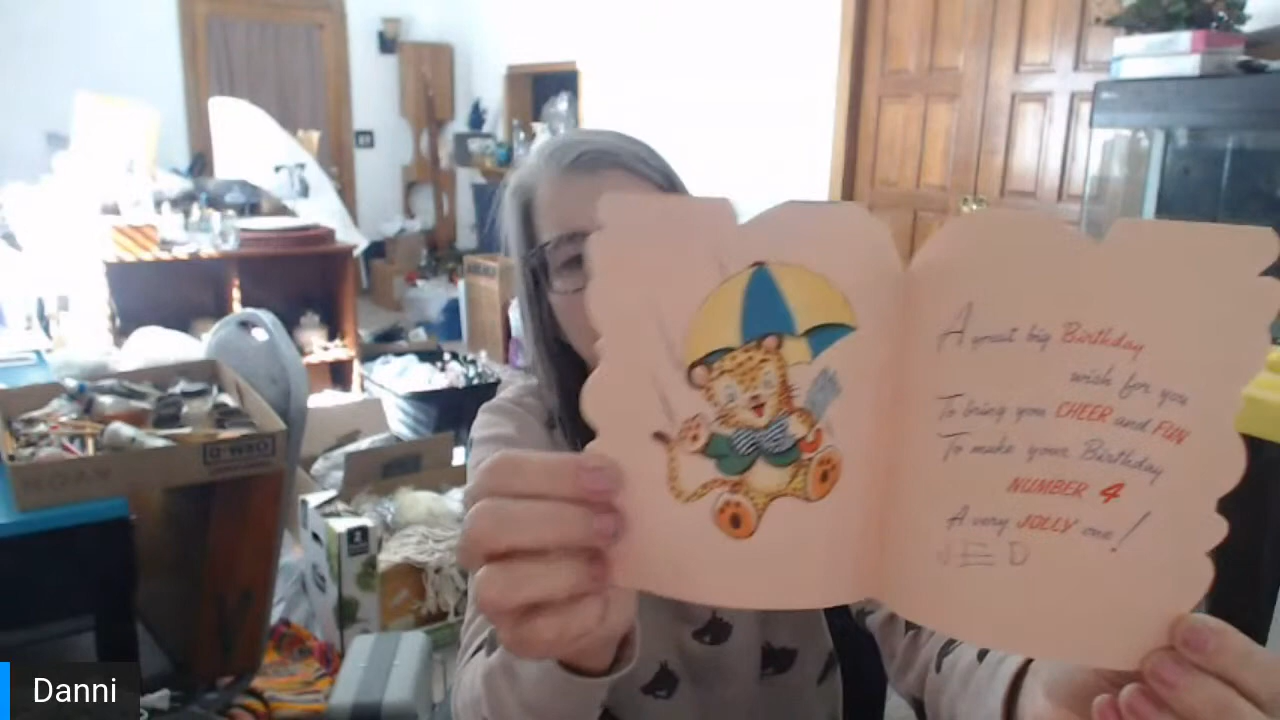 A great big Birthday
wish for you
To bring you CHEER and FUN
To make your Birthday
NUMBER 4
A very JOLLY one!
JED
Danni